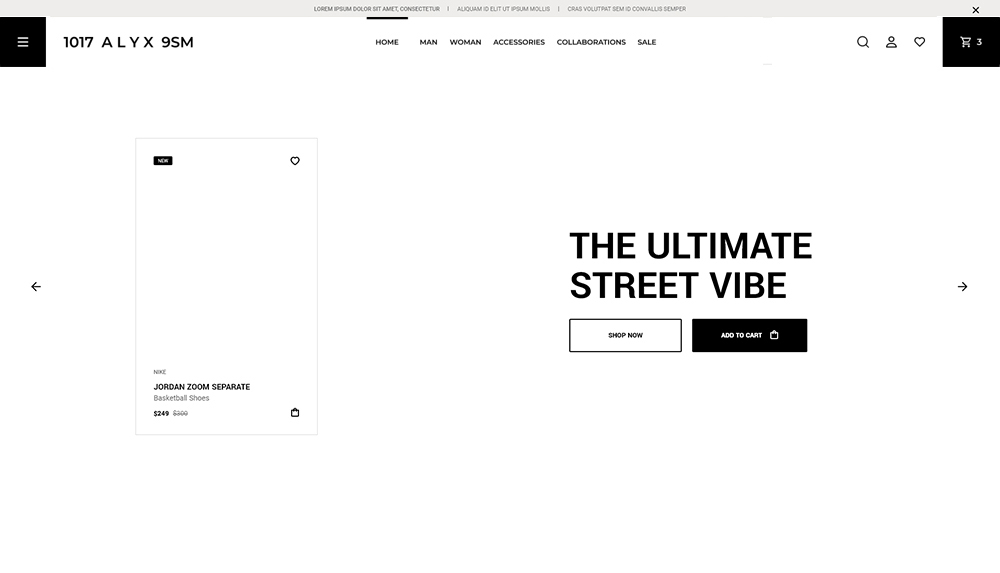 LOREM IPSUM DOLOR SIT AMET, CONSECTETUR | ALIQUAM ID ELIT UT IPSUM MOLLIS | CRAS VOLUTPAT SEM ID CONVALLIS SEMPER
1017 ALYX 9SM HOME MAN WOMAN ACCESSORIES COLLABORATIONS SALE 3
NEW
THE ULTIMATE
STREET VIBE
SHOP NOW ADD TO CART
NIKE
JORDAN ZOOM SEPARATE
Basketball Shoes
$249 $309